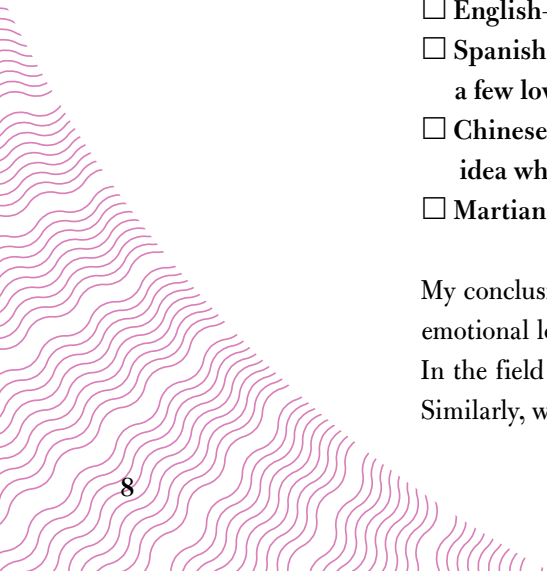 ☐ English-
☐ Spanish
a few lov
☐ Chinese
idea wh
☐ Martian
My conclusi
emotional l
In the field
Similarly, w
8